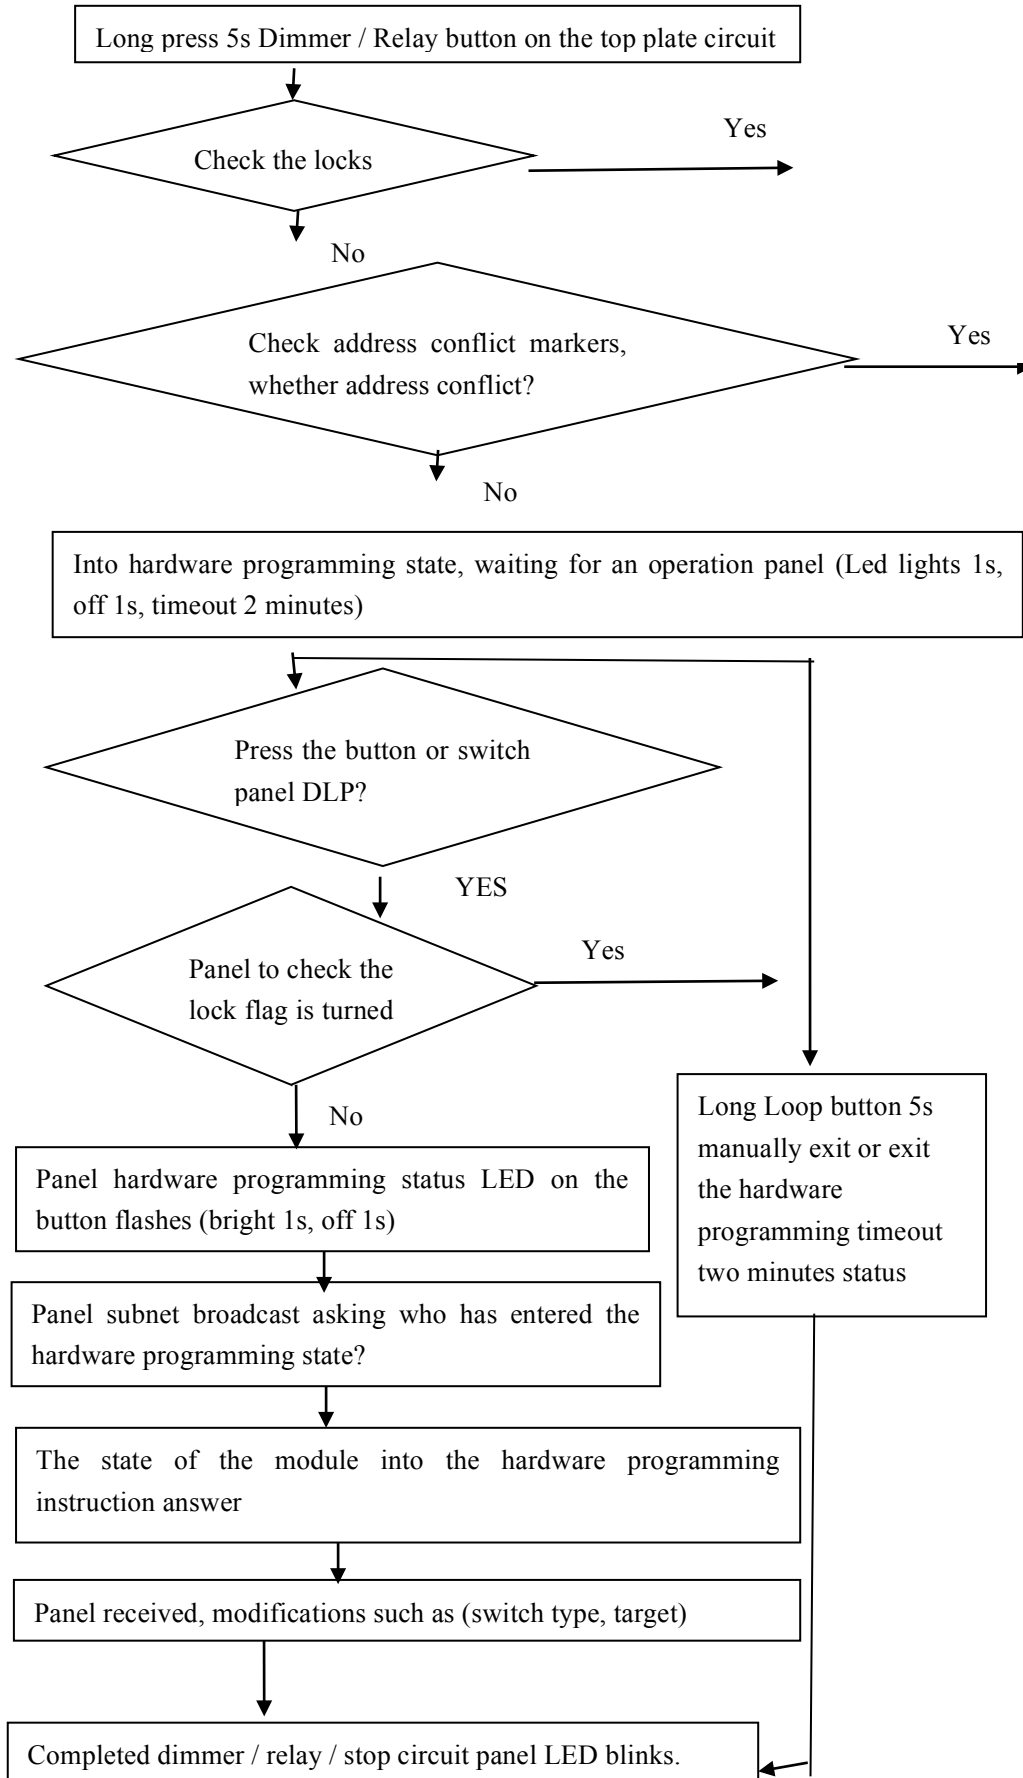 Long press 5s Dimmer / Relay button on the top plate circuit
Yes
Check the locks
No
Yes
Check address conflict markers,
whether address conflict?
No
Into hardware programming state, waiting for an operation panel (Led lights 1s,
off 1s, timeout 2 minutes)
Press the button or switch
panel DLP?
YES
Yes
Panel to check the
lock flag is turned
No
Long Loop button 5s
manually exit or exit
the hardware
programming timeout
two minutes status
Panel hardware programming status LED on the
button flashes (bright 1s, off 1s)
Panel subnet broadcast asking who has entered the
hardware programming state?
The state of the module into the hardware programming
instruction answer
Panel received, modifications such as (switch type, target)
Completed dimmer / relay / stop circuit panel LED blinks.